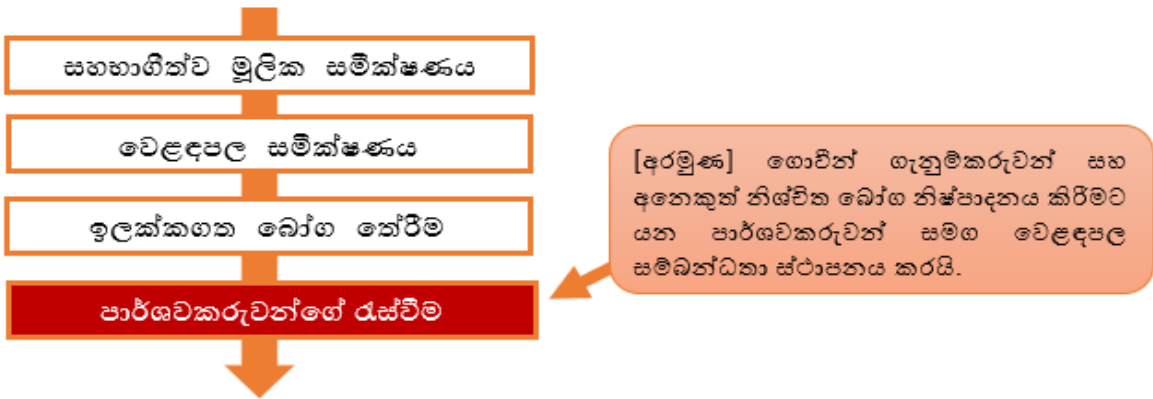 සහභාගීත්ව මූලික සමීක්ෂණය
වෙළඳපල සමීක්ෂණය
ඉලක්කගත බෝග තේරීම
පාර්ශවකරුවන්ගේ රැස්වීම
[අරමුණ] ගොවීන් ගැනුම්කරුවන් සහ
අනෙකුත් නිශ්චිත බෝග නිෂ්පාදනය කිරීමට
යන පාර්ශවකරුවන් සමග වෙළඳපල
සම්බන්ධතා ස්ථාපනය කරයි.